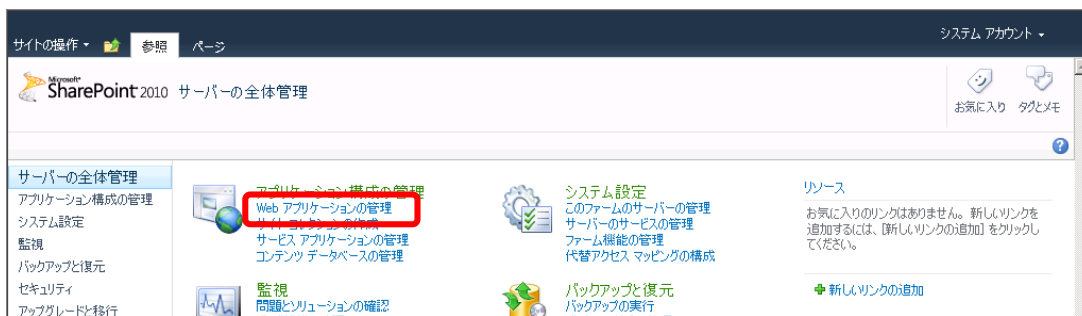 システム アカウント
サイトの操作 参照 ページ
Microsoft SharePoint 2010 サーバーの全体管理
お気に入り タグとメモ
サーバーの全体管理
アプリケーション構成の管理
システム設定
監視
バックアップと復元
セキュリティ
アップグレードと移行
アプリケーション構成の管理
Web アプリケーションの管理
サイト コレクションの作成
サービス アプリケーションの管理
コンテンツ データベースの管理
監視
問題とソリューションの確認
システム設定
このファームのサーバーの管理
サーバーのサービスの管理
ファーム機能の管理
代替アクセス マッピングの構成
バックアップと復元
バックアップの実行
リソース
お気に入りのリンクはありません。新しいリンクを
追加するには、[新しいリンクの追加] をクリックし
てください。
新しいリンクの追加